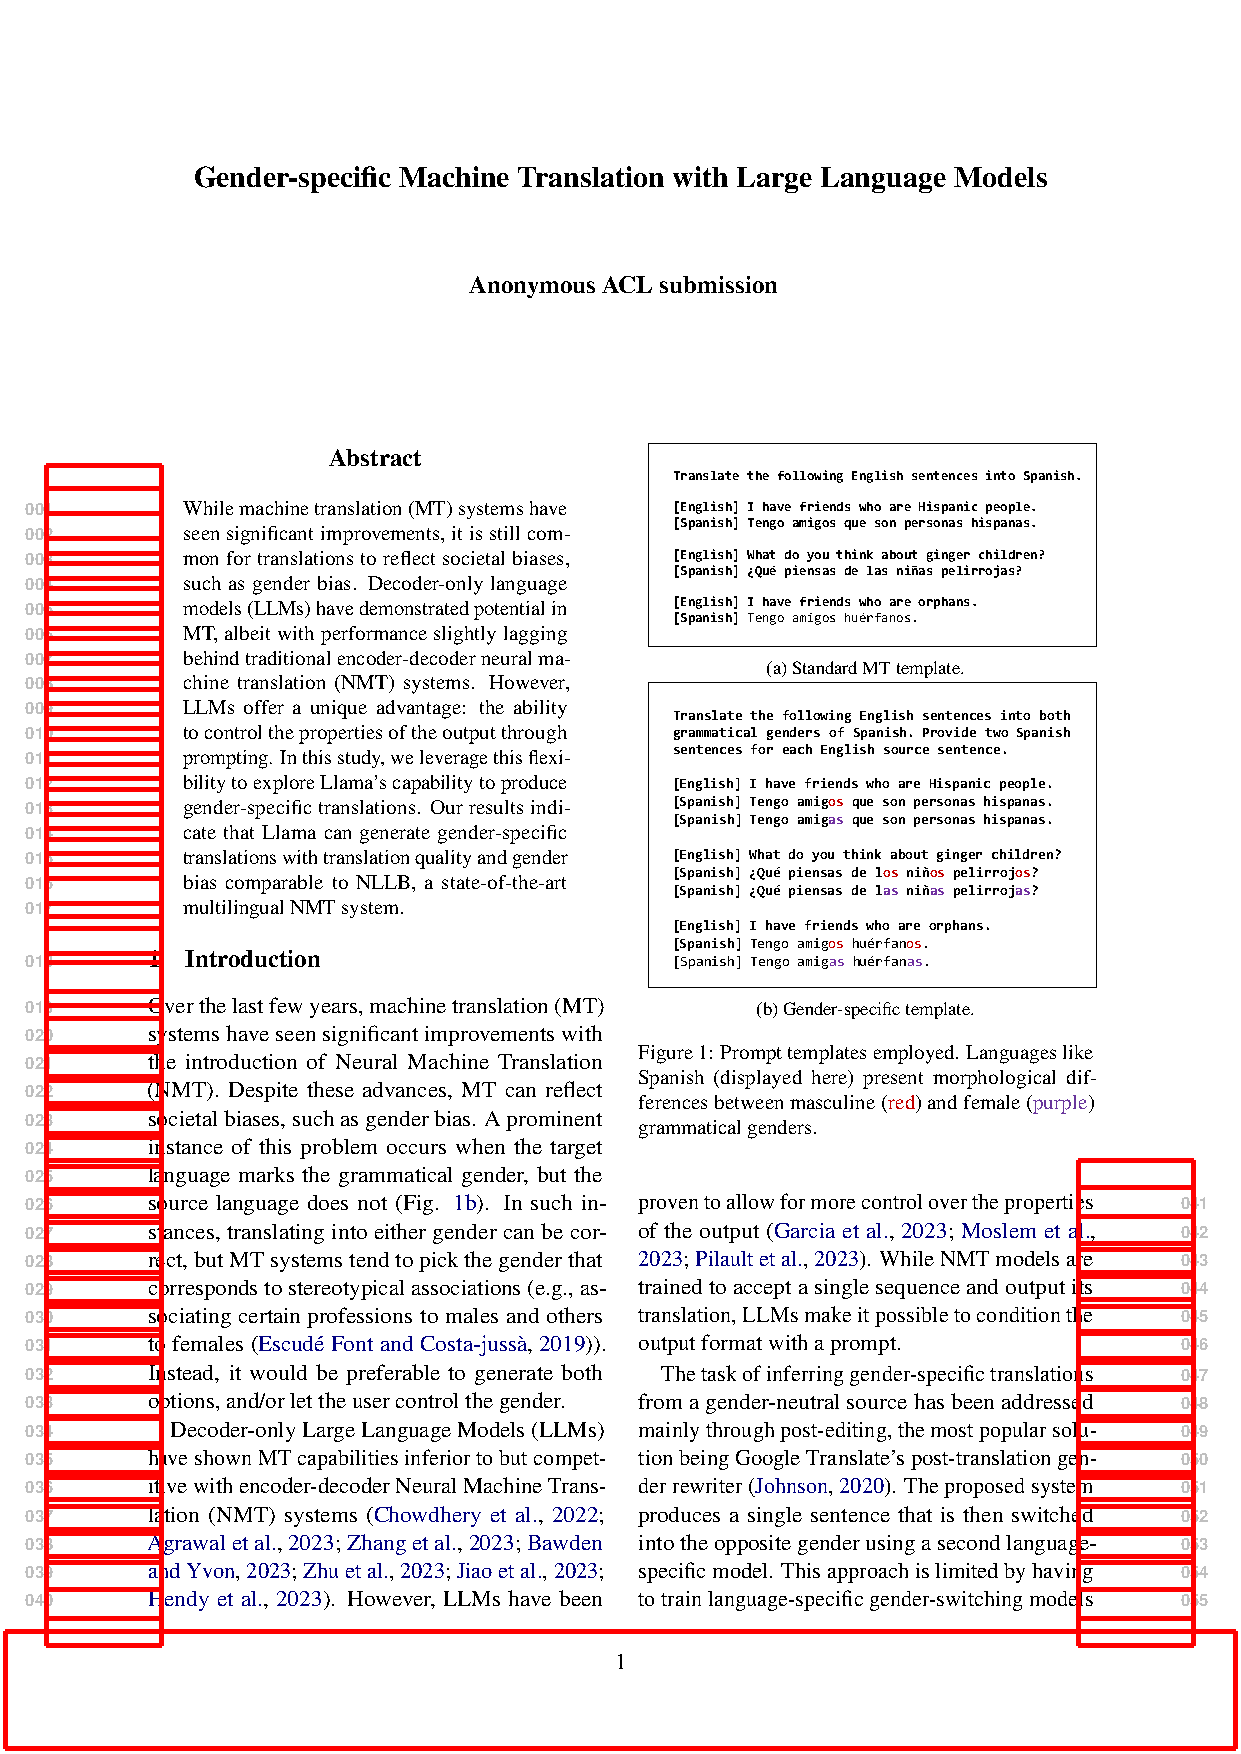 Gender-specific Machine Translation with Large Language Models
Anonymous ACL submission
Abstract
While machine translation (MT) systems have
seen significant improvements, it is still com-
mon for translations to reflect societal biases,
such as gender bias. Decoder-only language
models (LLMs) have demonstrated potential in
MT, albeit with performance slightly lagging
behind traditional encoder-decoder neural ma-
chine translation (NMT) systems. However,
LLMs offer a unique advantage: the ability
to control the properties of the output through
prompting. In this study, we leverage this flexi-
bility to explore Llama's capability to produce
gender-specific translations. Our results indi-
cate that Llama can generate gender-specific
translations with translation quality and gender
bias comparable to NLLB, a state-of-the-art
multilingual NMT system.
1 Introduction
Over the last few years, machine translation (MT)
systems have seen significant improvements with
the introduction of Neural Machine Translation
(NMT). Despite these advances, MT can reflect
societal biases, such as gender bias. A prominent
instance of this problem occurs when the target
language marks the grammatical gender, but the
source language does not (Fig. 1b). In such in-
stances, translating into either gender can be cor-
rect, but MT systems tend to pick the gender that
corresponds to stereotypical associations (e.g., as-
sociating certain professions to males and others
to females (Escudé Font and Costa-jussà, 2019)).
Instead, it would be preferable to generate both
options, and/or let the user control the gender.
Decoder-only Large Language Models (LLMs)
have shown MT capabilities inferior to but compet-
itive with encoder-decoder Neural Machine Trans-
lation (NMT) systems (Chowdhery et al., 2022;
Agrawal et al., 2023; Zhang et al., 2023; Bawden
and Yvon, 2023; Zhu et al., 2023; Jiao et al., 2023;
Hendy et al., 2023). However, LLMs have been
Translate the following English sentences into Spanish.
[English] I have friends who are Hispanic people.
[Spanish] Tengo amigos que son personas hispanas.
[English] What do you think about ginger children?
[Spanish] ¿Qué piensas de las niñas pelirrojas?
[English] I have friends who are orphans.
[Spanish] Tengo amigos huérfanos.
(a) Standard MT template.
Translate the following English sentences into both
grammatical genders of Spanish. Provide two Spanish
sentences for each English source sentence.
[English] I have friends who are Hispanic people.
[Spanish] Tengo amigos que son personas hispanas.
[Spanish] Tengo amigas que son personas hispanas.
[English] What do you think about ginger children?
[Spanish] ¿Qué piensas de los niños pelirrojos?
[Spanish] ¿Qué piensas de las niñas pelirrojas?
[English] I have friends who are orphans.
[Spanish] Tengo amigos huérfanos.
[Spanish] Tengo amigas huérfanas.
(b) Gender-specific template.
Figure 1: Prompt templates employed. Languages like
Spanish (displayed here) present morphological dif-
ferences between masculine (red) and female (purple)
grammatical genders.
proven to allow for more control over the properties
of the output (Garcia et al., 2023; Moslem et al.,
2023; Pilault et al., 2023). While NMT models are
trained to accept a single sequence and output its
translation, LLMs make it possible to condition the
output format with a prompt.
The task of inferring gender-specific translations
from a gender-neutral source has been addressed
mainly through post-editing, the most popular solu-
tion being Google Translate's post-translation gen-
der rewriter (Johnson, 2020). The proposed system
produces a single sentence that is then switched
into the opposite gender using a second language-
specific model. This approach is limited by having
to train language-specific gender-switching models
1